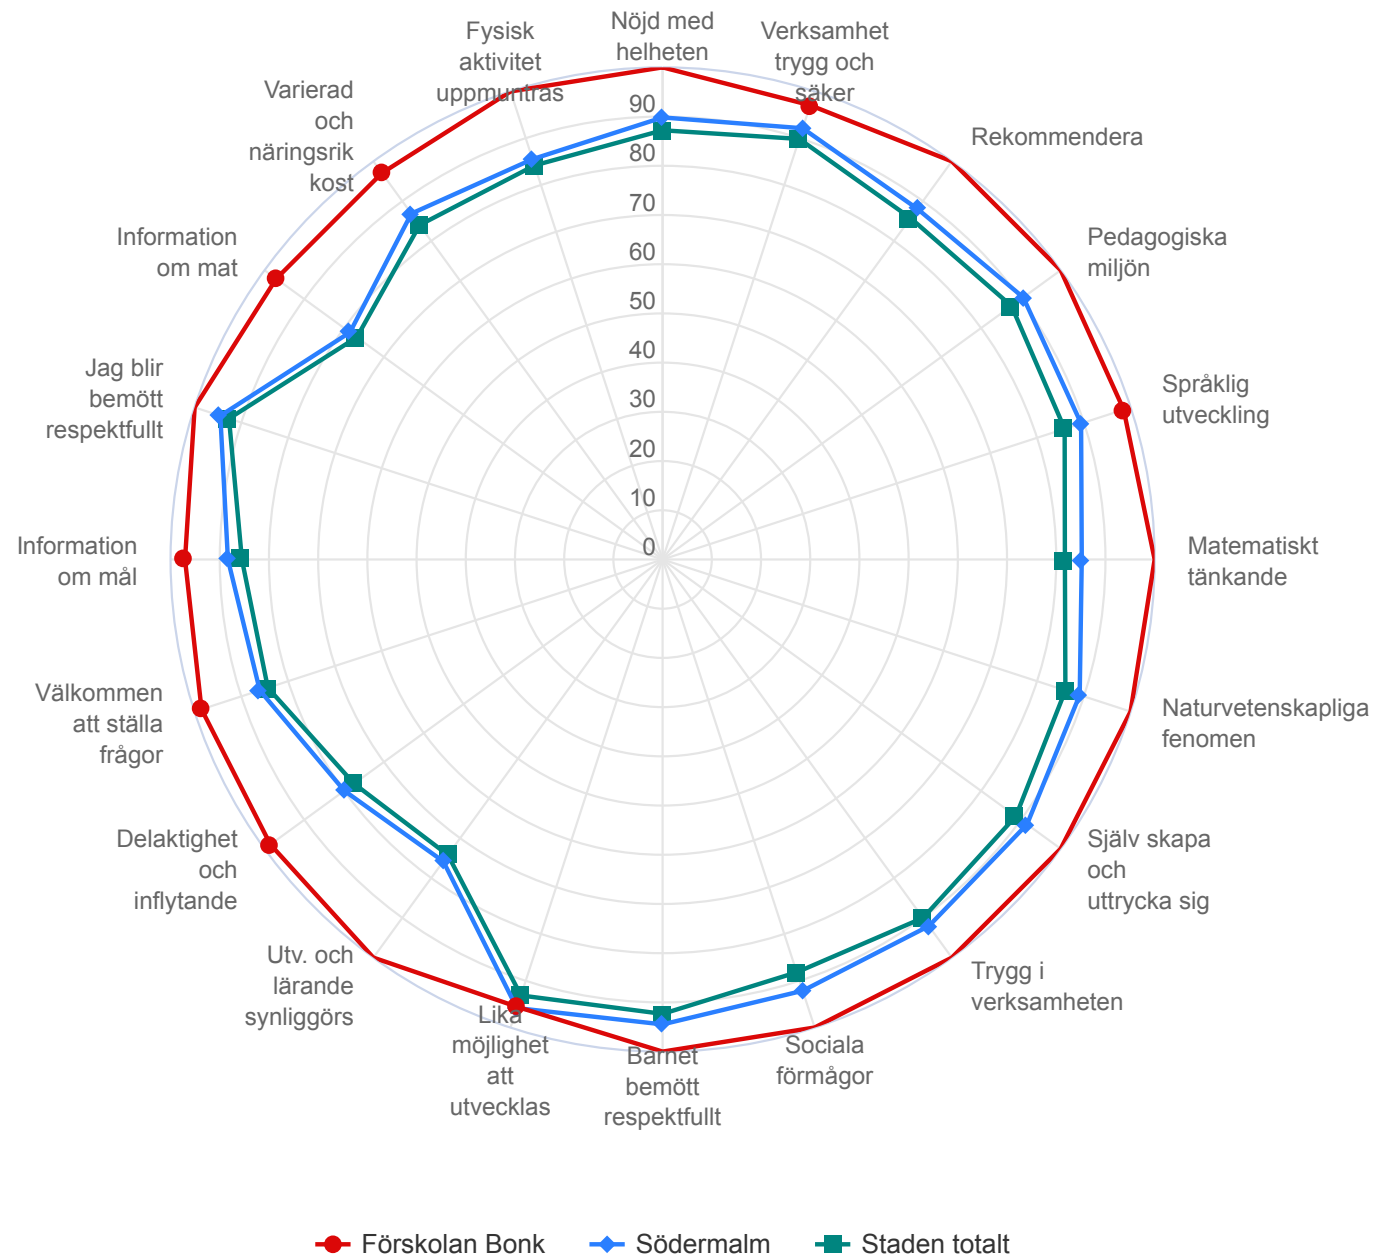 Nöjd med
helheten
Verksamhet
trygg och
säker
Rekommendera
Pedagogiska
miljön
Språklig
utveckling
Matematiskt
tänkande
Naturvetenskapliga
fenomen
Själv skapa
och
uttrycka sig
Trygg i
verksamheten
Sociala
förmågor
Barnet
bemött
respektfullt
Lika
möjlighet
att
utvecklas
Utv. och
lärande
synliggörs
Delaktighet
och
inflytande
Välkommen
att ställa
frågor
Information
om mål
Jag blir
bemött
respektfullt
Information
om mat
Varierad
och
näringsrik
kost
Fysisk
aktivitet
uppmuntras
90
80
70
60
50
40
30
20
10
0
Förskolan Bonk
Södermalm
Staden totalt